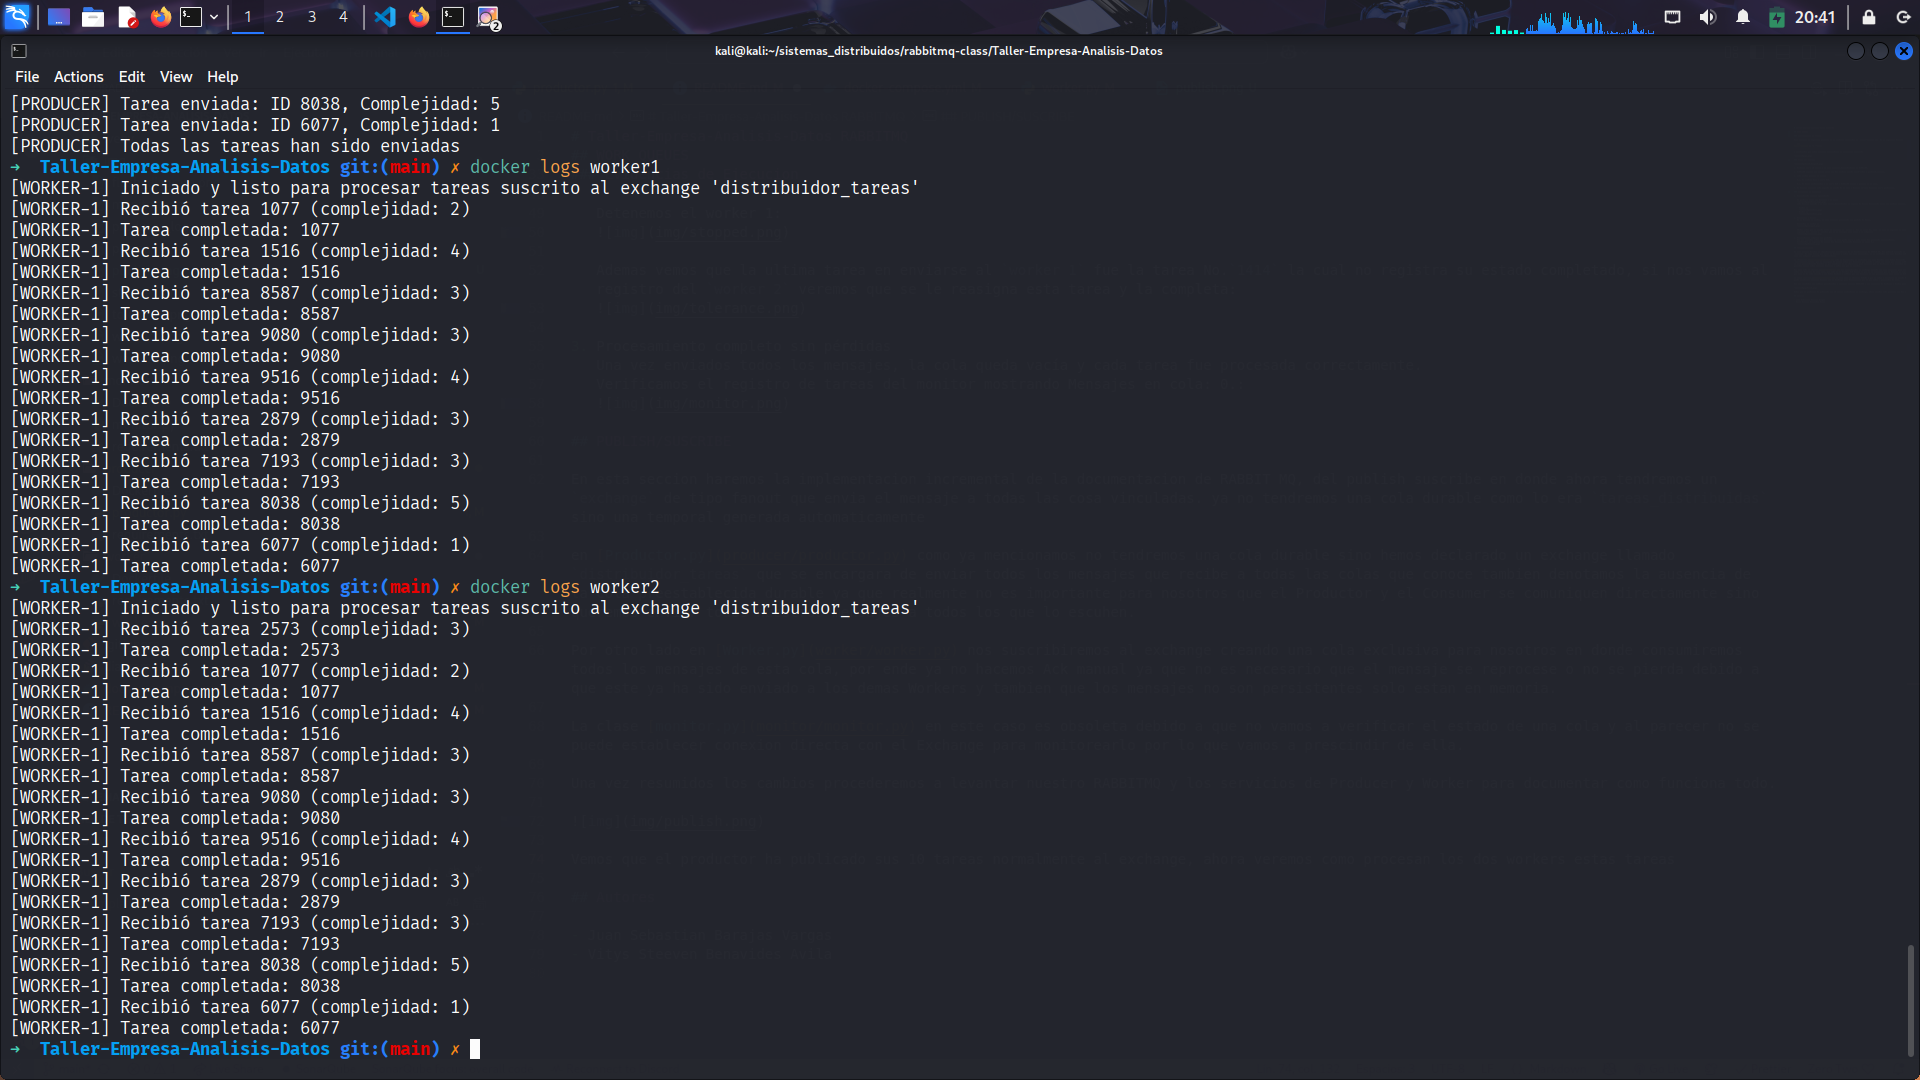 1 2 3 4 2 20:41
kali@kali:~/sistemas_distribuidos/rabbitmq-class/Taller-Empresa-Analisis-Datos
File Actions Edit View Help
[PRODUCER] Tarea enviada: ID 8038, Complejidad: 5
[PRODUCER] Tarea enviada: ID 6077, Complejidad: 1
[PRODUCER] Todas las tareas han sido enviadas
→ Taller-Empresa-Analisis-Datos git:(main) ✗ docker logs worker1
[WORKER-1] Iniciado y listo para procesar tareas suscrito al exchange 'distribuidor_tareas'
[WORKER-1] Recibió tarea 1077 (complejidad: 2)
[WORKER-1] Tarea completada: 1077
[WORKER-1] Recibió tarea 1516 (complejidad: 4)
[WORKER-1] Tarea completada: 1516
[WORKER-1] Recibió tarea 8587 (complejidad: 3)
[WORKER-1] Tarea completada: 8587
[WORKER-1] Recibió tarea 9080 (complejidad: 3)
[WORKER-1] Tarea completada: 9080
[WORKER-1] Recibió tarea 9516 (complejidad: 4)
[WORKER-1] Tarea completada: 9516
[WORKER-1] Recibió tarea 2879 (complejidad: 3)
[WORKER-1] Tarea completada: 2879
[WORKER-1] Recibió tarea 7193 (complejidad: 3)
[WORKER-1] Tarea completada: 7193
[WORKER-1] Recibió tarea 8038 (complejidad: 5)
[WORKER-1] Tarea completada: 8038
[WORKER-1] Recibió tarea 6077 (complejidad: 1)
[WORKER-1] Tarea completada: 6077
→ Taller-Empresa-Analisis-Datos git:(main) ✗ docker logs worker2
[WORKER-1] Iniciado y listo para procesar tareas suscrito al exchange 'distribuidor_tareas'
[WORKER-1] Recibió tarea 2573 (complejidad: 3)
[WORKER-1] Tarea completada: 2573
[WORKER-1] Recibió tarea 1077 (complejidad: 2)
[WORKER-1] Tarea completada: 1077
[WORKER-1] Recibió tarea 1516 (complejidad: 4)
[WORKER-1] Tarea completada: 1516
[WORKER-1] Recibió tarea 8587 (complejidad: 3)
[WORKER-1] Tarea completada: 8587
[WORKER-1] Recibió tarea 9080 (complejidad: 3)
[WORKER-1] Tarea completada: 9080
[WORKER-1] Recibió tarea 9516 (complejidad: 4)
[WORKER-1] Tarea completada: 9516
[WORKER-1] Recibió tarea 2879 (complejidad: 3)
[WORKER-1] Tarea completada: 2879
[WORKER-1] Recibió tarea 7193 (complejidad: 3)
[WORKER-1] Tarea completada: 7193
[WORKER-1] Recibió tarea 8038 (complejidad: 5)
[WORKER-1] Tarea completada: 8038
[WORKER-1] Recibió tarea 6077 (complejidad: 1)
[WORKER-1] Tarea completada: 6077
→ Taller-Empresa-Analisis-Datos git:(main) ✗